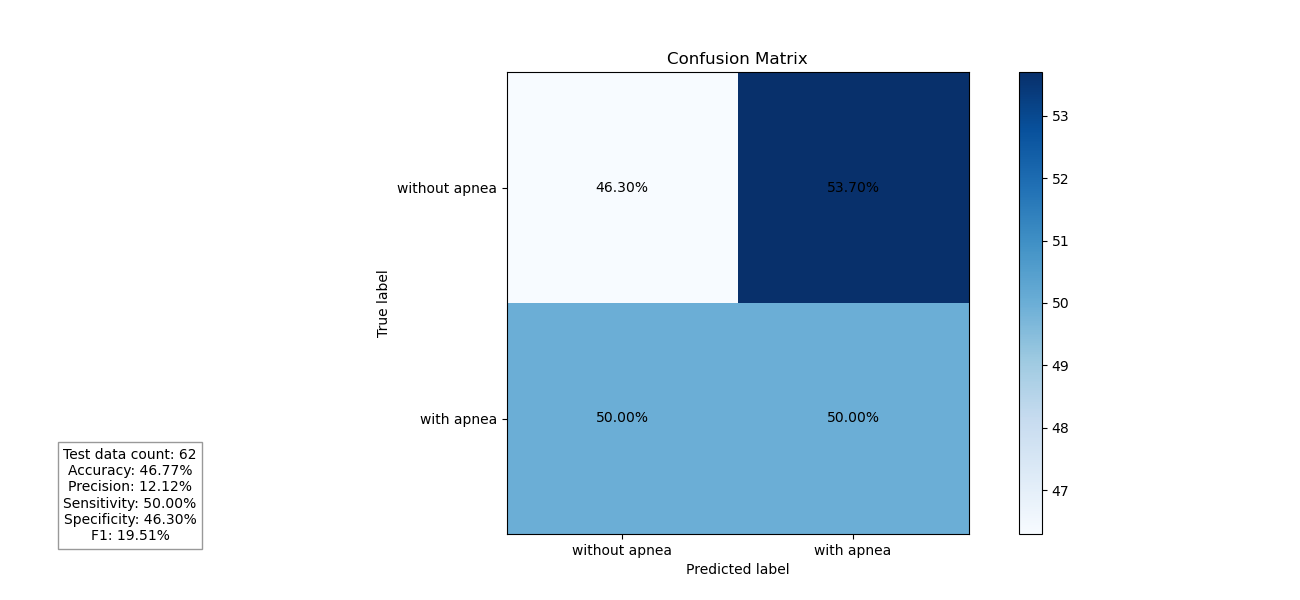 Confusion Matrix
without apnea
46.30%
53.70%
with apnea
50.00%
50.00%
True label
without apnea
with apnea
Predicted label
53
52
51
50
49
48
47
Test data count: 62
Accuracy: 46.77%
Precision: 12.12%
Sensitivity: 50.00%
Specificity: 46.30%
F1: 19.51%